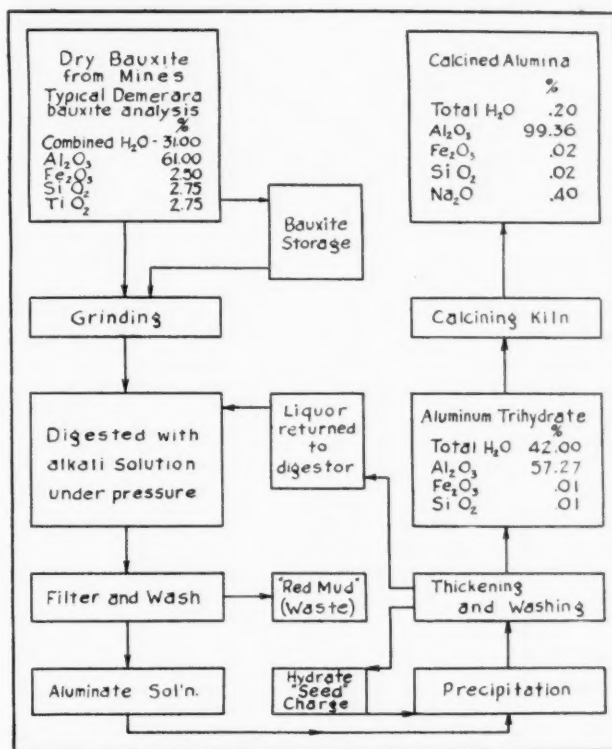 Dry Bauxite
from Mines
Typical Demerara
bauxite analysis
%
Combined H₂O - 31.00
Al₂O₃ 61.00
Fe₂O₃ 2.50
SiO₂ 2.75
TiO₂ 2.75
Bauxite
Storage
Grinding
Digested with
alkali Solution
under pressure
Liquor
returned
to
digestor
Filter and Wash
"Red Mud"
(Waste)
Aluminate Sol'n.
Hydrate
"Seed"
Charge
Precipitation
Thickening
and Washing
Aluminum Trihydrate
%
Total H₂O 42.00
Al₂O₃ 57.27
Fe₂O₃ .01
SiO₂ .01
Calcining Kiln
Calcined Alumina
%
Total H₂O .20
Al₂O₃ 99.36
Fe₂O₃ .02
SiO₂ .02
Na₂O .40